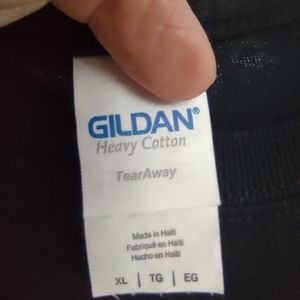 GILDAN®
Heavy Cotton
TearAway
Made in Haiti
Fabriqué en Haïti
Hecho en Haití
XL | TG | EG